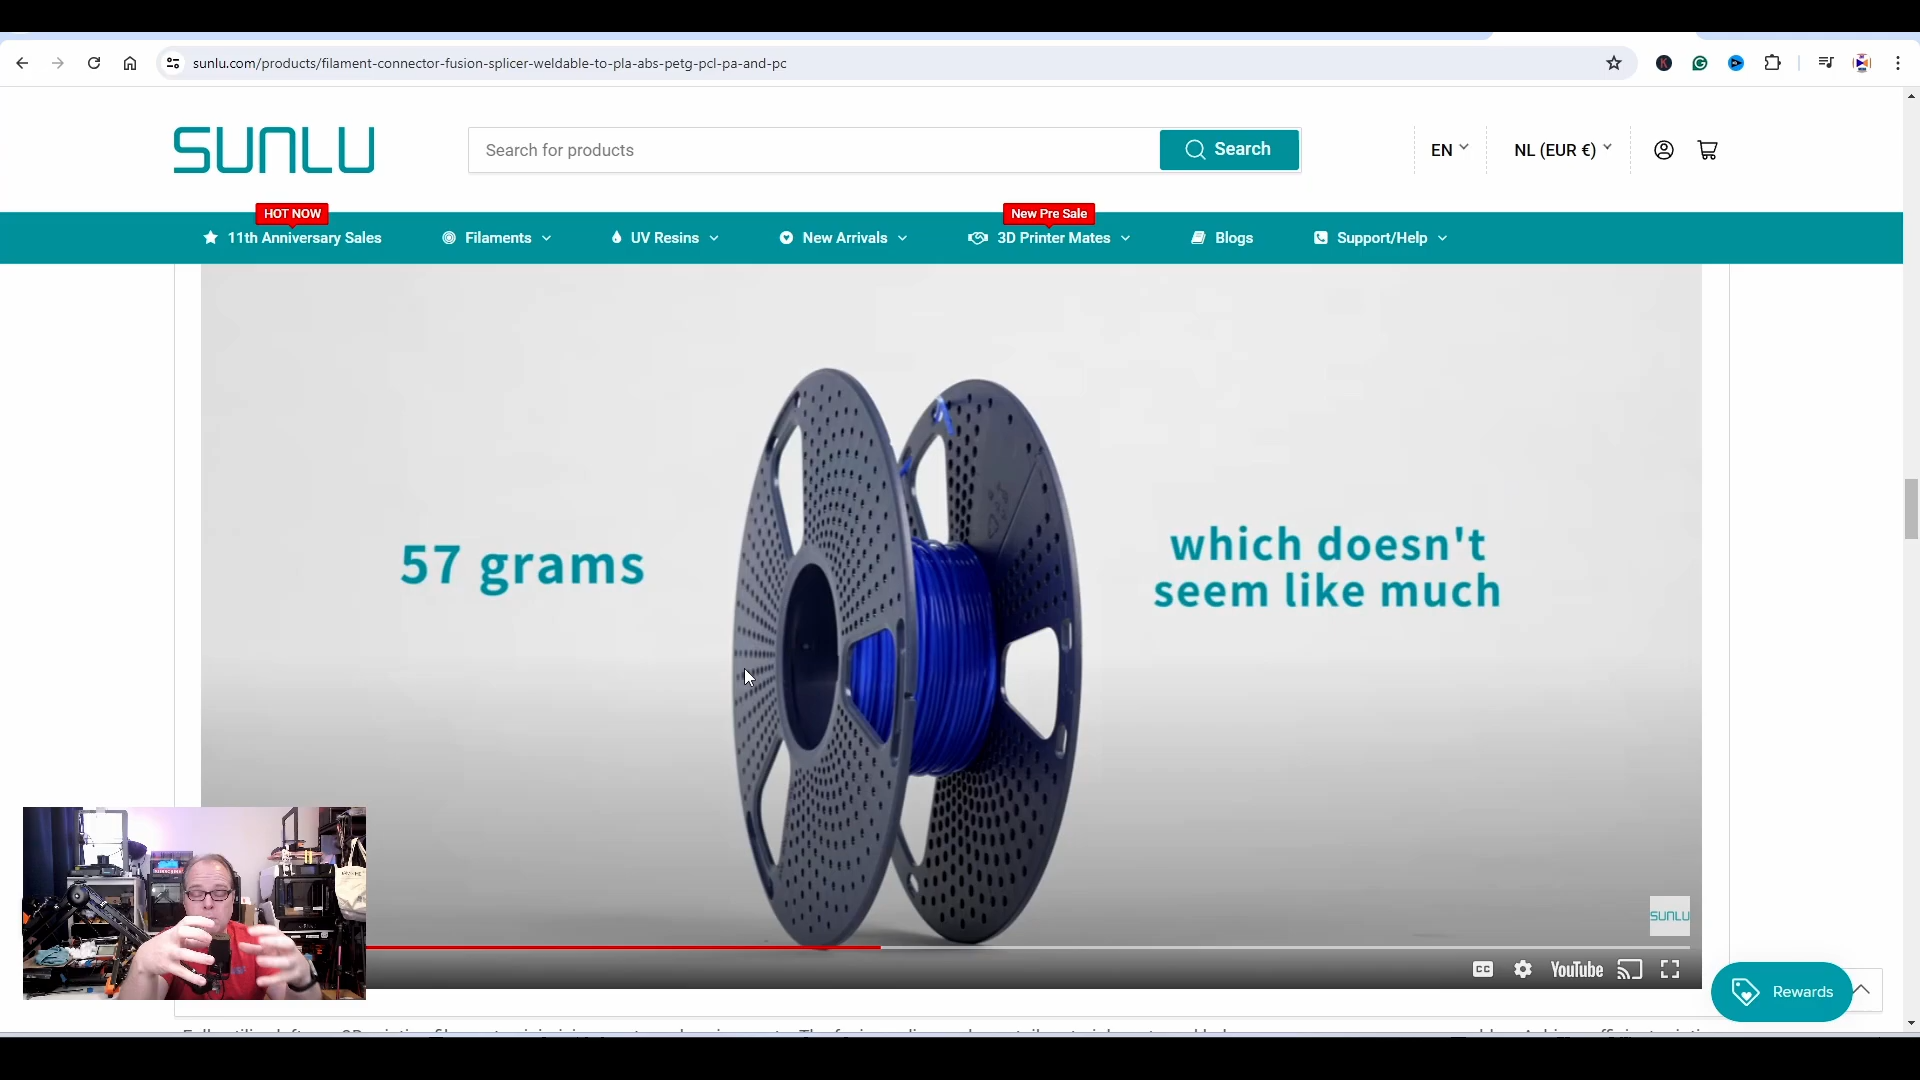 sunlu.com/products/filament-connector-fusion-splicer-weldable-to-pla-abs-petg-pcl-pa-and-pc
SUNLU
Search for products
Search
EN
NL (EUR €)
HOT NOW
New Pre Sale
11th Anniversary Sales
Filaments
UV Resins
New Arrivals
3D Printer Mates
Blogs
Support/Help
57 grams
which doesn't
seem like much
SUNLU
CC
YouTube
Rewards